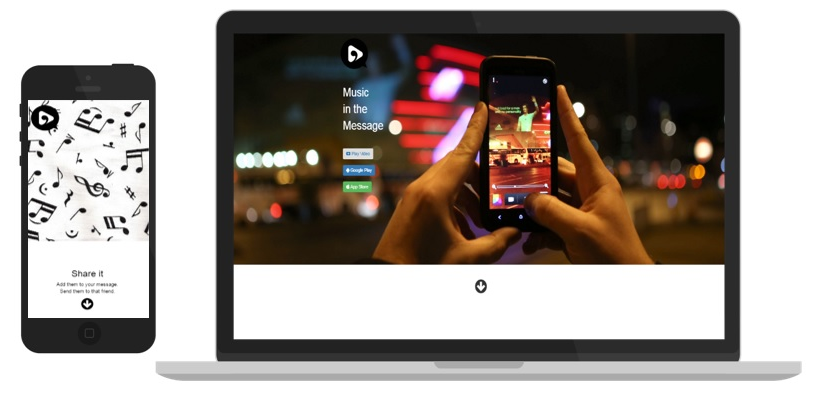 Share it
Add them to your message.
Send them to that friend.
Music
in the
Message
Play Video
Google Play
App Store